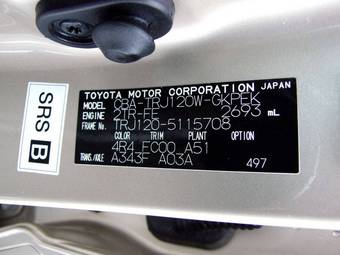 TOYOTA MOTOR CORPORATION JAPAN
MODEL CBA-TRJ120W-GKPEK
ENGINE 2TR-FE 2693 mL
FRAME No. TRJ120-5115708
COLOR TRIM PLANT OPTION
4R4 EC00 A51
TRANS/AXLE A343F A03A 497
SRS
B